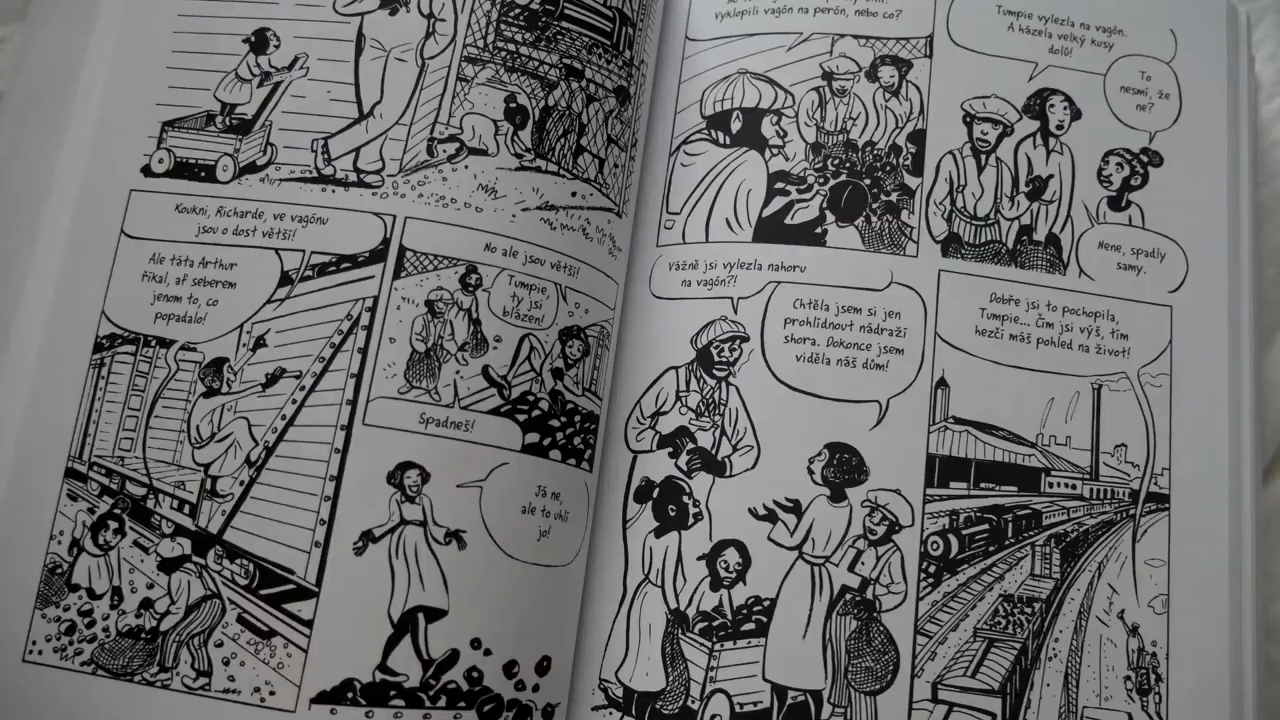 Koukni, Richarde, ve vagónu
jsou o dost větší!
Ale táta Arthur
říkal, ať seberem
jenom to, co
popadalo!
No ale jsou větší!
Tumpie,
ty jsi
blázen!
Spadneš!
Já ne,
ale to uhlí
jo!
vyklopili vagón na perón, nebo co?
Tumpie vylezla na vagón.
A házela velký kusy
dolů!
To
nesmí, že
ne?
Nene, spadly
samy.
Vážně jsi vylezla nahoru
na vagón?!
Chtěla jsem si jen
prohlídnout nádraží
shora. Dokonce jsem
viděla náš dům!
Dobře jsi to pochopila,
Tumpie... Čím jsi výš, tím
hezčí máš pohled na život!